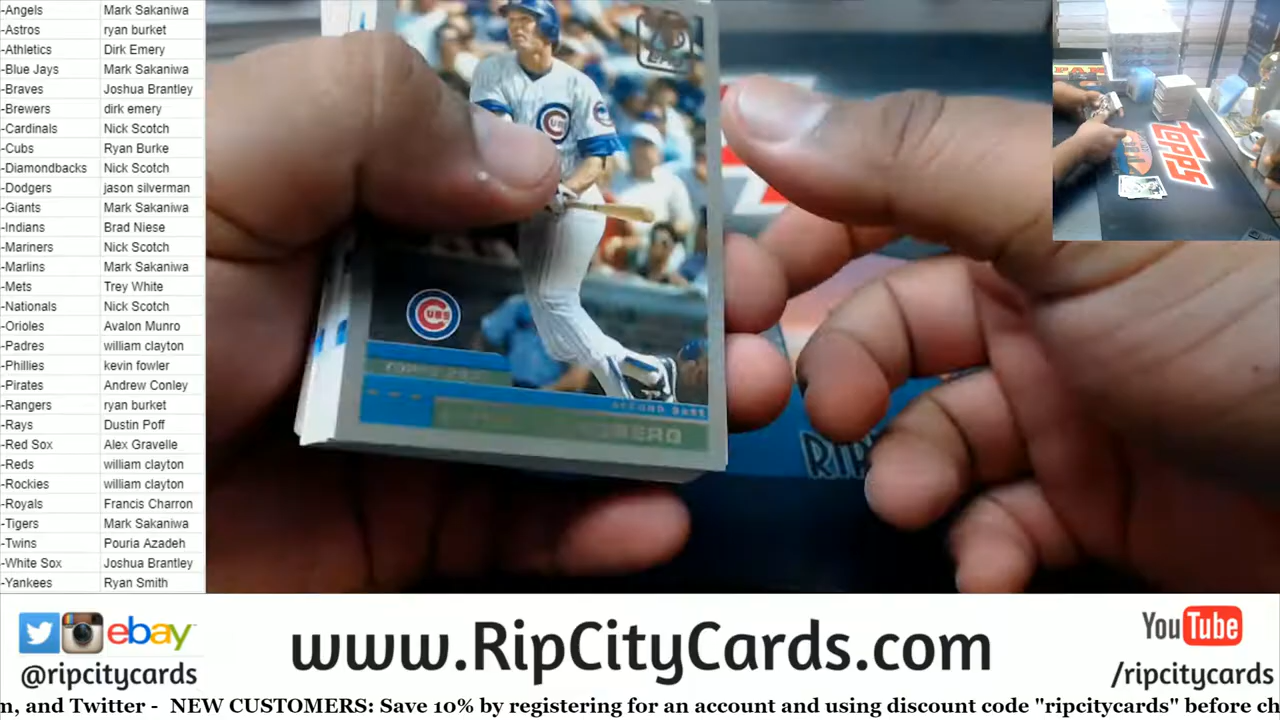 -Angels Mark Sakaniwa
-Astros ryan burket
-Athletics Dirk Emery
-Blue Jays Mark Sakaniwa
-Braves Joshua Brantley
-Brewers dirk emery
-Cardinals Nick Scotch
-Cubs Ryan Burke
-Diamondbacks Nick Scotch
-Dodgers jason silverman
-Giants Mark Sakaniwa
-Indians Brad Niese
-Mariners Nick Scotch
-Marlins Mark Sakaniwa
-Mets Trey White
-Nationals Nick Scotch
-Orioles Avalon Munro
-Padres william clayton
-Phillies kevin fowler
-Pirates Andrew Conley
-Rangers ryan burket
-Rays Dustin Poff
-Red Sox Alex Gravelle
-Reds william clayton
-Rockies william clayton
-Royals Francis Charron
-Tigers Mark Sakaniwa
-Twins Pouria Azadeh
-White Sox Joshua Brantley
-Yankees Ryan Smith
CUBS
CUBS
SECOND BASE
TOPPS
ebay
@ripcitycards
www.RipCityCards.com
YouTube
/ripcitycards
and Twitter - NEW CUSTOMERS: Save 10% by registering for an account and using discount code "ripcitycards" before